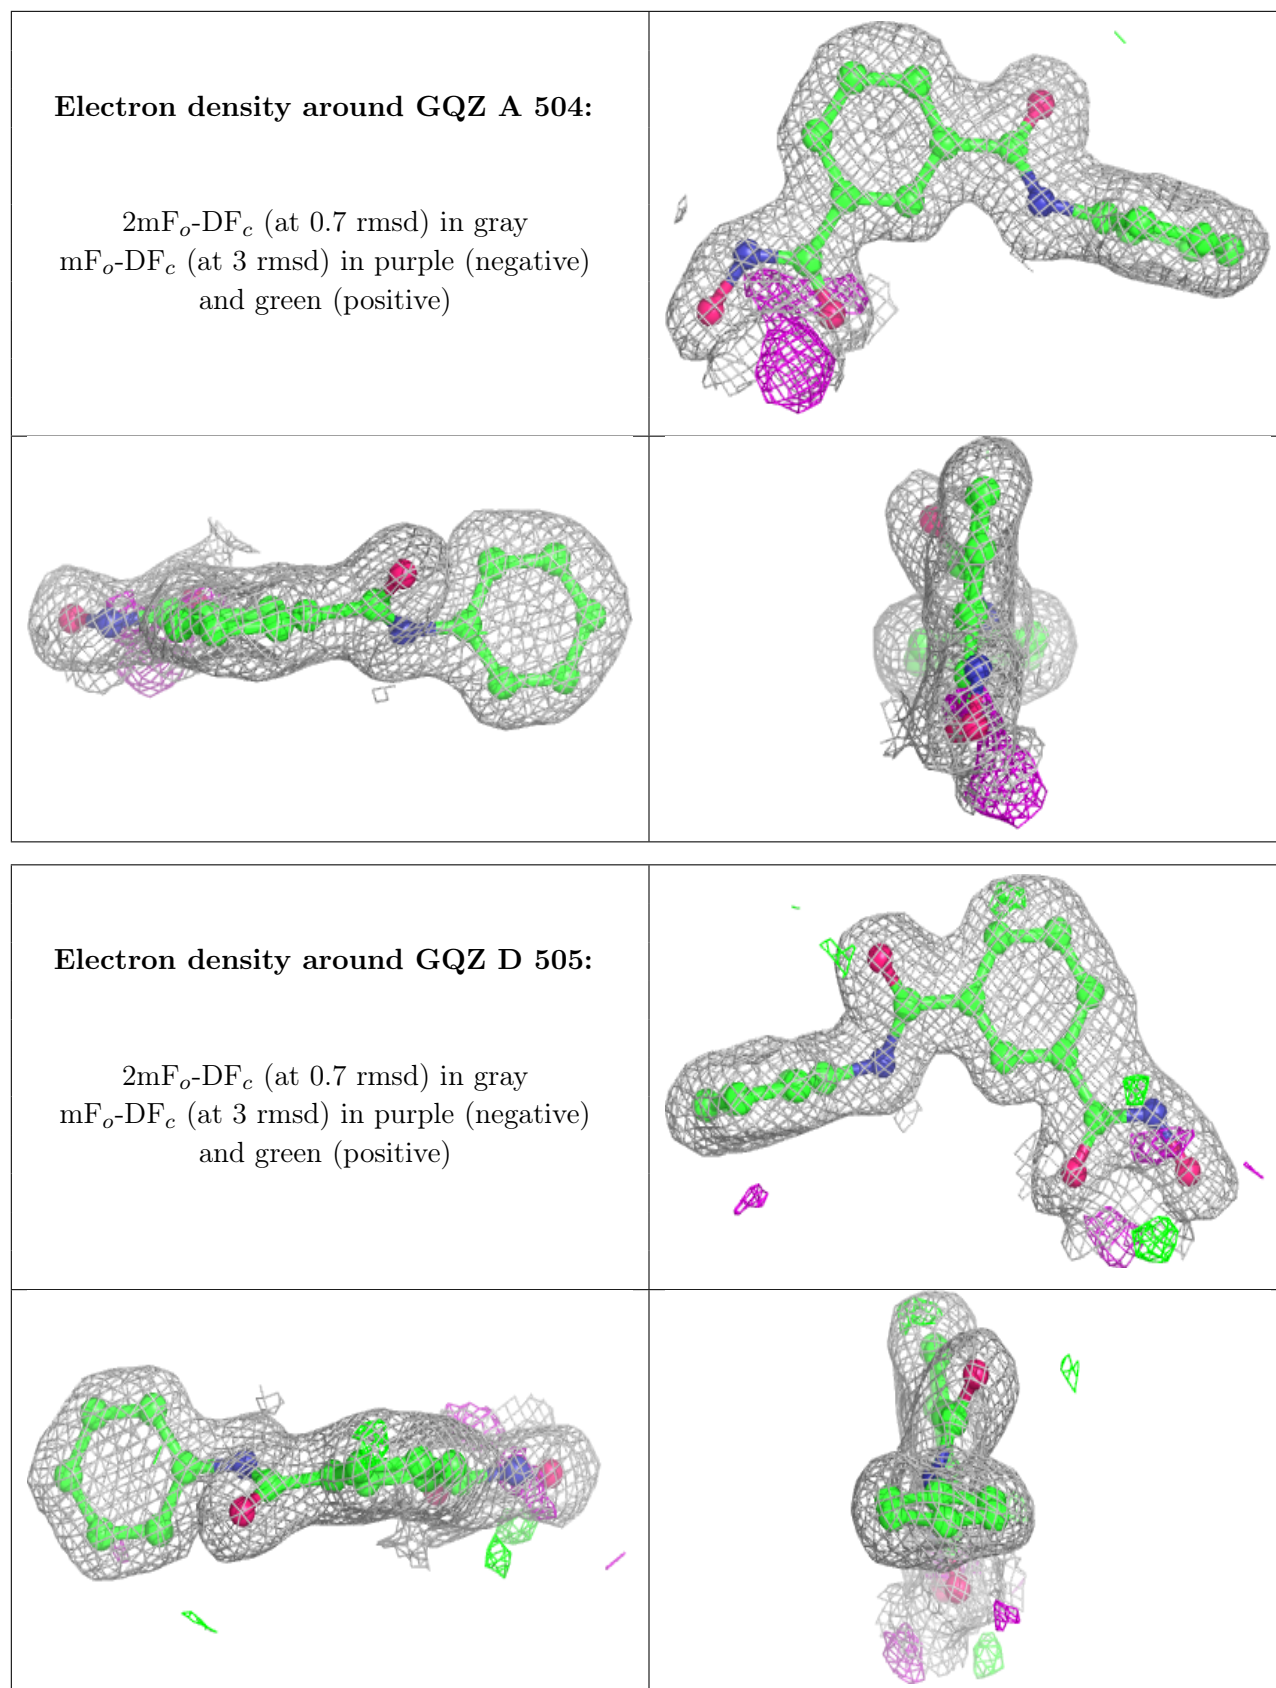 Electron density around GQZ A 504:
2mFo-DFc (at 0.7 rmsd) in gray
mFo-DFc (at 3 rmsd) in purple (negative)
and green (positive)
Electron density around GQZ D 505:
2mFo-DFc (at 0.7 rmsd) in gray
mFo-DFc (at 3 rmsd) in purple (negative)
and green (positive)